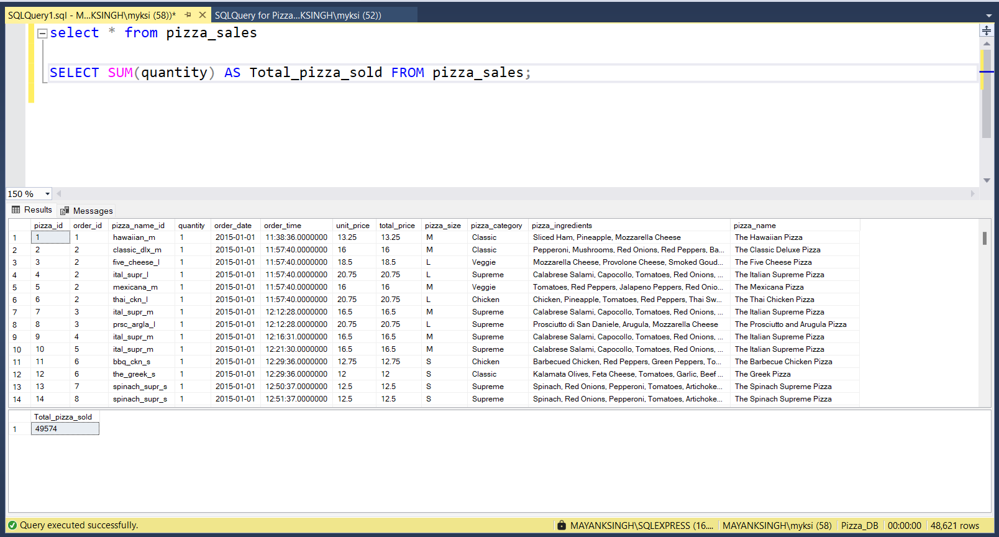 SQLQuery1.sql - M...KSINGH\myksi (58))* SQLQuery for Pizza...KSINGH\myksi (52))
select * from pizza_sales
SELECT SUM(quantity) AS Total_pizza_sold FROM pizza_sales;
150 %
Results Messages
pizza_id order_id pizza_name_id quantity order_date order_time unit_price total_price pizza_size pizza_category pizza_ingredients pizza_name
1 1 1 hawaiian_m 1 2015-01-01 11:38:36.0000000 13.25 13.25 M Classic Sliced Ham, Pineapple, Mozzarella Cheese The Hawaiian Pizza
2 2 2 classic_dlx_m 1 2015-01-01 11:57:40.0000000 16 16 M Classic Pepperoni, Mushrooms, Red Onions, Red Peppers, Ba... The Classic Deluxe Pizza
3 3 2 five_cheese_l 1 2015-01-01 11:57:40.0000000 18.5 18.5 L Veggie Mozzarella Cheese, Provolone Cheese, Smoked Goud... The Five Cheese Pizza
4 4 2 ital_supr_l 1 2015-01-01 11:57:40.0000000 20.75 20.75 L Supreme Calabrese Salami, Capocollo, Tomatoes, Red Onions, ... The Italian Supreme Pizza
5 5 2 mexicana_m 1 2015-01-01 11:57:40.0000000 16 16 M Veggie Tomatoes, Red Peppers, Jalapeno Peppers, Red Onio... The Mexicana Pizza
6 6 2 thai_ckn_l 1 2015-01-01 11:57:40.0000000 20.75 20.75 L Chicken Chicken, Pineapple, Tomatoes, Red Peppers, Thai Sw... The Thai Chicken Pizza
7 7 3 ital_supr_m 1 2015-01-01 12:12:28.0000000 16.5 16.5 M Supreme Calabrese Salami, Capocollo, Tomatoes, Red Onions, ... The Italian Supreme Pizza
8 8 3 prsc_argla_l 1 2015-01-01 12:12:28.0000000 20.75 20.75 L Supreme Prosciutto di San Daniele, Arugula, Mozzarella Cheese The Prosciutto and Arugula Pizza
9 9 4 ital_supr_m 1 2015-01-01 12:16:31.0000000 16.5 16.5 M Supreme Calabrese Salami, Capocollo, Tomatoes, Red Onions, ... The Italian Supreme Pizza
10 10 5 ital_supr_m 1 2015-01-01 12:21:30.0000000 16.5 16.5 M Supreme Calabrese Salami, Capocollo, Tomatoes, Red Onions, ... The Italian Supreme Pizza
11 11 6 bbq_ckn_s 1 2015-01-01 12:29:36.0000000 12.75 12.75 S Chicken Barbecued Chicken, Red Peppers, Green Peppers, To... The Barbecue Chicken Pizza
12 12 6 the_greek_s 1 2015-01-01 12:29:36.0000000 12 12 S Classic Kalamata Olives, Feta Cheese, Tomatoes, Garlic, Beef ... The Greek Pizza
13 13 7 spinach_supr_s 1 2015-01-01 12:50:37.0000000 12.5 12.5 S Supreme Spinach, Red Onions, Pepperoni, Tomatoes, Artichoke... The Spinach Supreme Pizza
14 14 8 spinach_supr_s 1 2015-01-01 12:51:37.0000000 12.5 12.5 S Supreme Spinach, Red Onions, Pepperoni, Tomatoes, Artichoke... The Spinach Supreme Pizza
Total_pizza_sold
1 49574
Query executed successfully. MAYANKSINGH\SQLEXPRESS (16.... MAYANKSINGH\myksi (58) Pizza_DB 00:00:00 48,621 rows